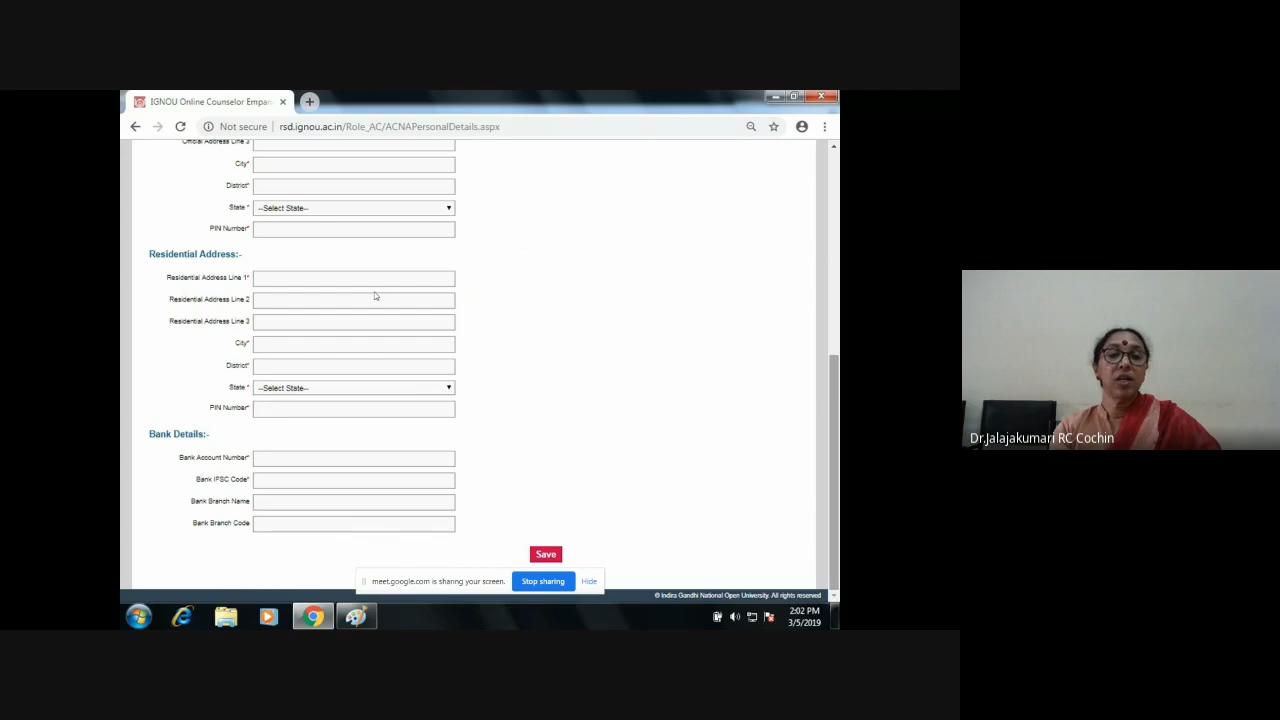 IGNOU Online Counselor Empan
Not secure
rsd.ignou.ac.in/Role_AC/ACNAPersonalDetails.aspx
Official Address Line 3
City*
District*
State * --Select State--
PIN Number*
Residential Address:-
Residential Address Line 1*
Residential Address Line 2
Residential Address Line 3
City*
District*
State * --Select State--
PIN Number*
Bank Details:-
Bank Account Number*
Bank IFSC Code*
Bank Branch Name
Bank Branch Code
Save
meet.google.com is sharing your screen. Stop sharing Hide
© Indira Gandhi National Open University. All rights reserved
2:02 PM
3/5/2019
Dr.Jalajakumari RC Cochin